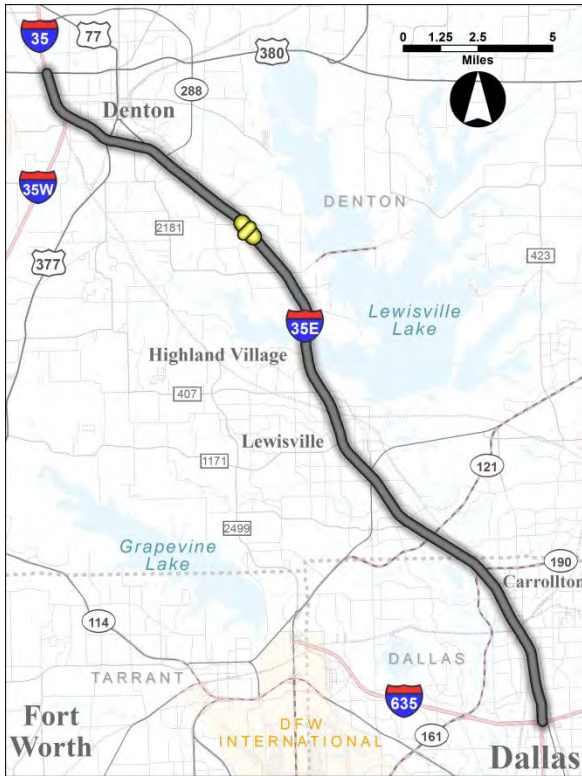 35
77
380
0 1.25 2.5 5
Miles
288
Denton
35W
DENTON
2181
377
423
35E
Lewisville
Lake
Highland Village
407
Lewisville
1171
121
2499
Grapevine
Lake
190
Carrollton
114
DALLAS
TARRANT
635
Fort
Worth
DFW
INTERNATIONAL
161
Dallas